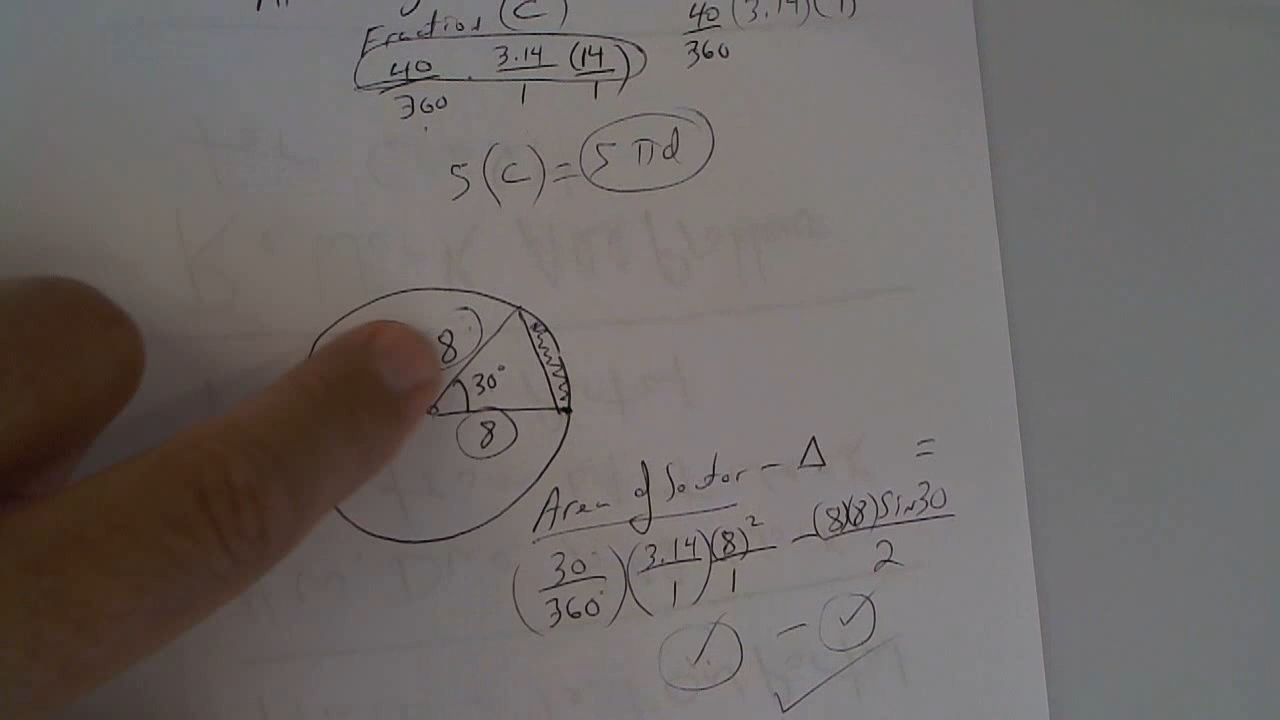 Fraction (C)
40/360 · 3.14/1 (14/1)
40/360 (3.14)( )
5(C) = 5πd
8
30°
8
Area of Sector - Δ =
(30/360)(3.14/1)(8)²/1 - (8)(8)Sin30/2
✓ - ✓